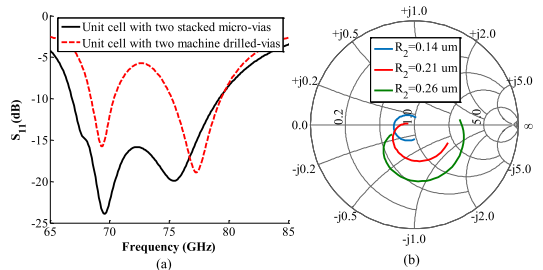 Unit cell with two stacked micro-vias
Unit cell with two machine drilled-vias
0
-5
-10
-15
-20
-25
S11(dB)
65
70
75
80
85
Frequency (GHz)
(a)
+j1.0
+j0.5
+j2.0
R2=0.14 um
R2=0.21 um
R2=0.26 um
+j0.2
+j5.0
0.0
0.2
1.0
5.0
∞
-j0.2
-j5.0
-j0.5
-j2.0
-j1.0
(b)